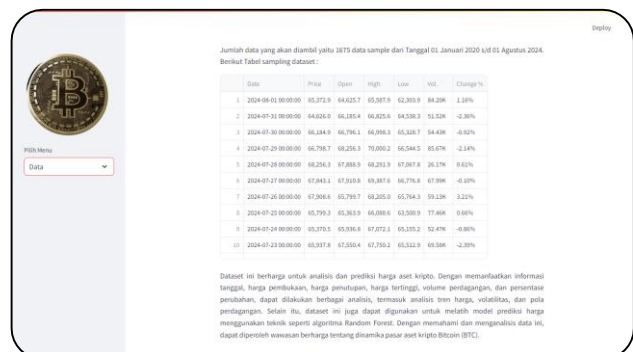 Deploy
Jumlah data yang akan diambil yaitu 1675 data sample dari Tanggal 01 Januari 2020 s/d 01 Agustus 2024.
Berikut Tabel sampling dataset :
Date Price Open High Low Vol. Change %
1 2024-08-01 00:00:00 65,372.9 64,625.7 65,587.9 62,303.9 84.20K 1.16%
2 2024-07-31 00:00:00 64,626.0 66,185.4 66,825.6 64,538.3 51.52K -2.36%
3 2024-07-30 00:00:00 66,184.9 66,796.1 66,998.3 65,328.7 54.43K -0.92%
4 2024-07-29 00:00:00 66,798.7 68,256.3 70,000.2 66,544.5 85.67K -2.14%
5 2024-07-28 00:00:00 68,256.3 67,888.9 68,291.9 67,067.8 26.17K 0.61%
6 2024-07-27 00:00:00 67,843.1 67,910.8 69,387.6 66,776.8 67.99K -0.10%
7 2024-07-26 00:00:00 67,908.6 65,799.7 68,205.0 65,764.3 59.13K 3.21%
8 2024-07-25 00:00:00 65,799.3 65,363.9 66,088.6 63,508.9 77.46K 0.66%
9 2024-07-24 00:00:00 65,370.5 65,936.8 67,072.1 65,155.2 52.47K -0.86%
10 2024-07-23 00:00:00 65,937.8 67,550.4 67,750.2 65,512.9 69.58K -2.39%
Pilih Menu
Data
Dataset ini berharga untuk analisis dan prediksi harga aset kripto. Dengan memanfaatkan informasi
tanggal, harga pembukaan, harga penutupan, harga tertinggi, volume perdagangan, dan persentase
perubahan, dapat dilakukan berbagai analisis, termasuk analisis tren harga, volatilitas, dan pola
perdagangan. Selain itu, dataset ini juga dapat digunakan untuk melatih model prediksi harga
menggunakan teknik seperti algoritma Random Forest. Dengan memahami dan menganalisis data ini,
dapat diperoleh wawasan berharga tentang dinamika pasar aset kripto Bitcoin (BTC).